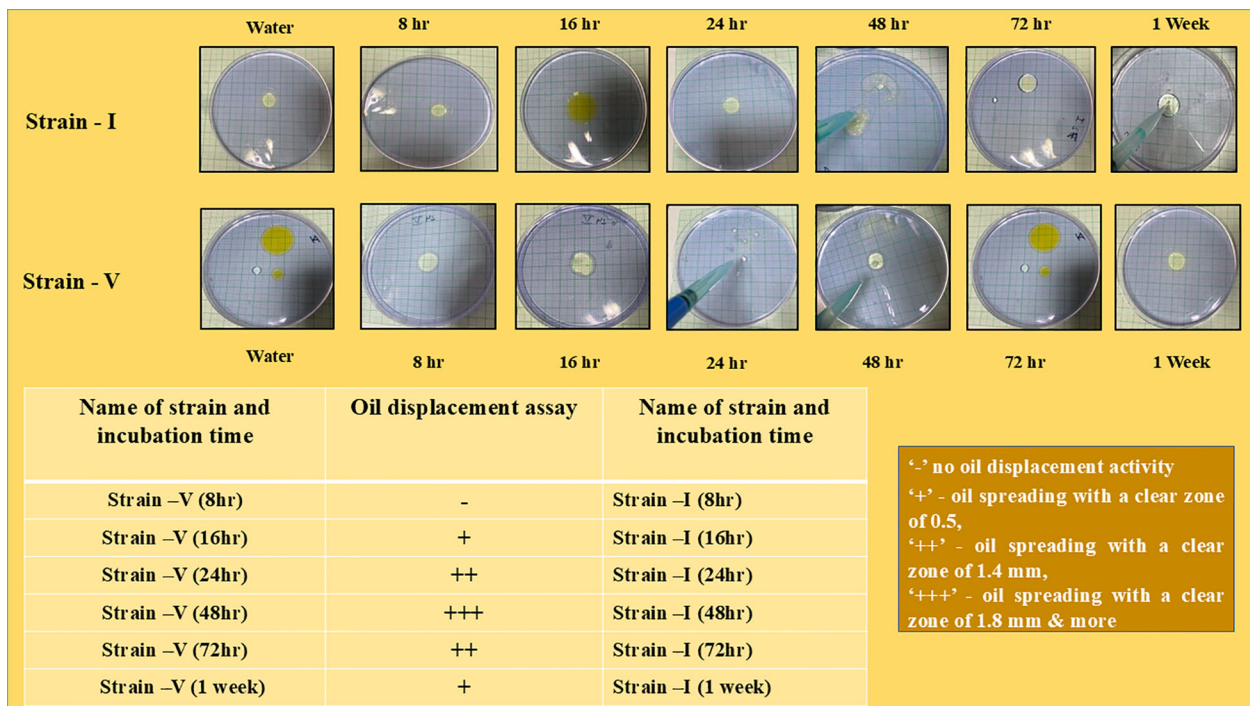 Water 8 hr 16 hr 24 hr 48 hr 72 hr 1 Week
Strain - I
Strain - V
Water 8 hr 16 hr 24 hr 48 hr 72 hr 1 Week
Name of strain and incubation time
Oil displacement assay
Name of strain and incubation time
Strain –V (8hr) - Strain –I (8hr)
Strain –V (16hr) + Strain –I (16hr)
Strain –V (24hr) ++ Strain –I (24hr)
Strain –V (48hr) +++ Strain –I (48hr)
Strain –V (72hr) ++ Strain –I (72hr)
Strain –V (1 week) + Strain –I (1 week)
‘-’ no oil displacement activity
‘+’ - oil spreading with a clear zone
of 0.5,
‘++’ - oil spreading with a clear
zone of 1.4 mm,
‘+++’ - oil spreading with a clear
zone of 1.8 mm & more